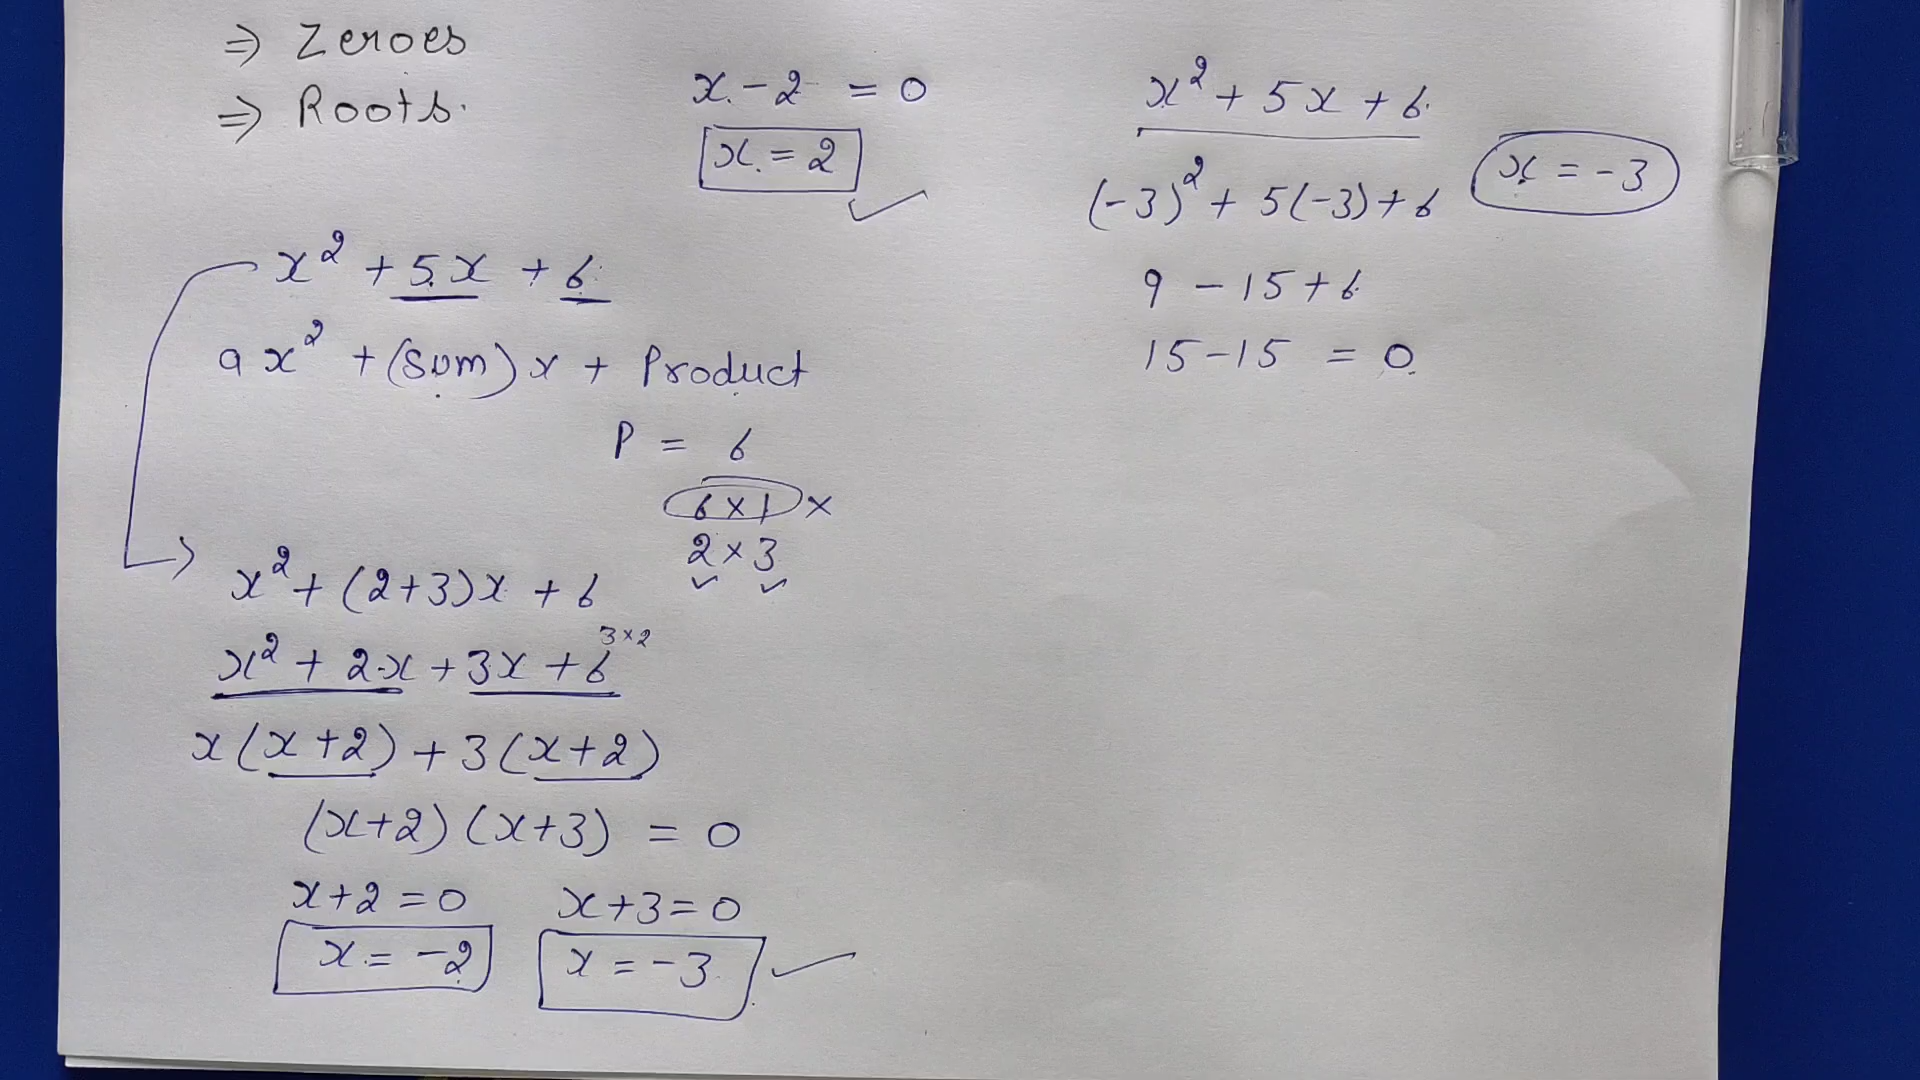 ⇒ Zeroes
⇒ Roots.
x - 2 = 0
x = 2
x² + 5x + 6
ax² + (Sum)x + Product
P = 6
6 × 1 ×
2 × 3
x² + (2+3)x + 6
3×2
x² + 2x + 3x + 6
x(x+2) + 3(x+2)
(x+2) (x+3) = 0
x+2 = 0 x+3 = 0
x = -2 x = -3
x² + 5x + 6
x = -3
(-3)² + 5(-3) + 6
9 - 15 + 6
15 - 15 = 0